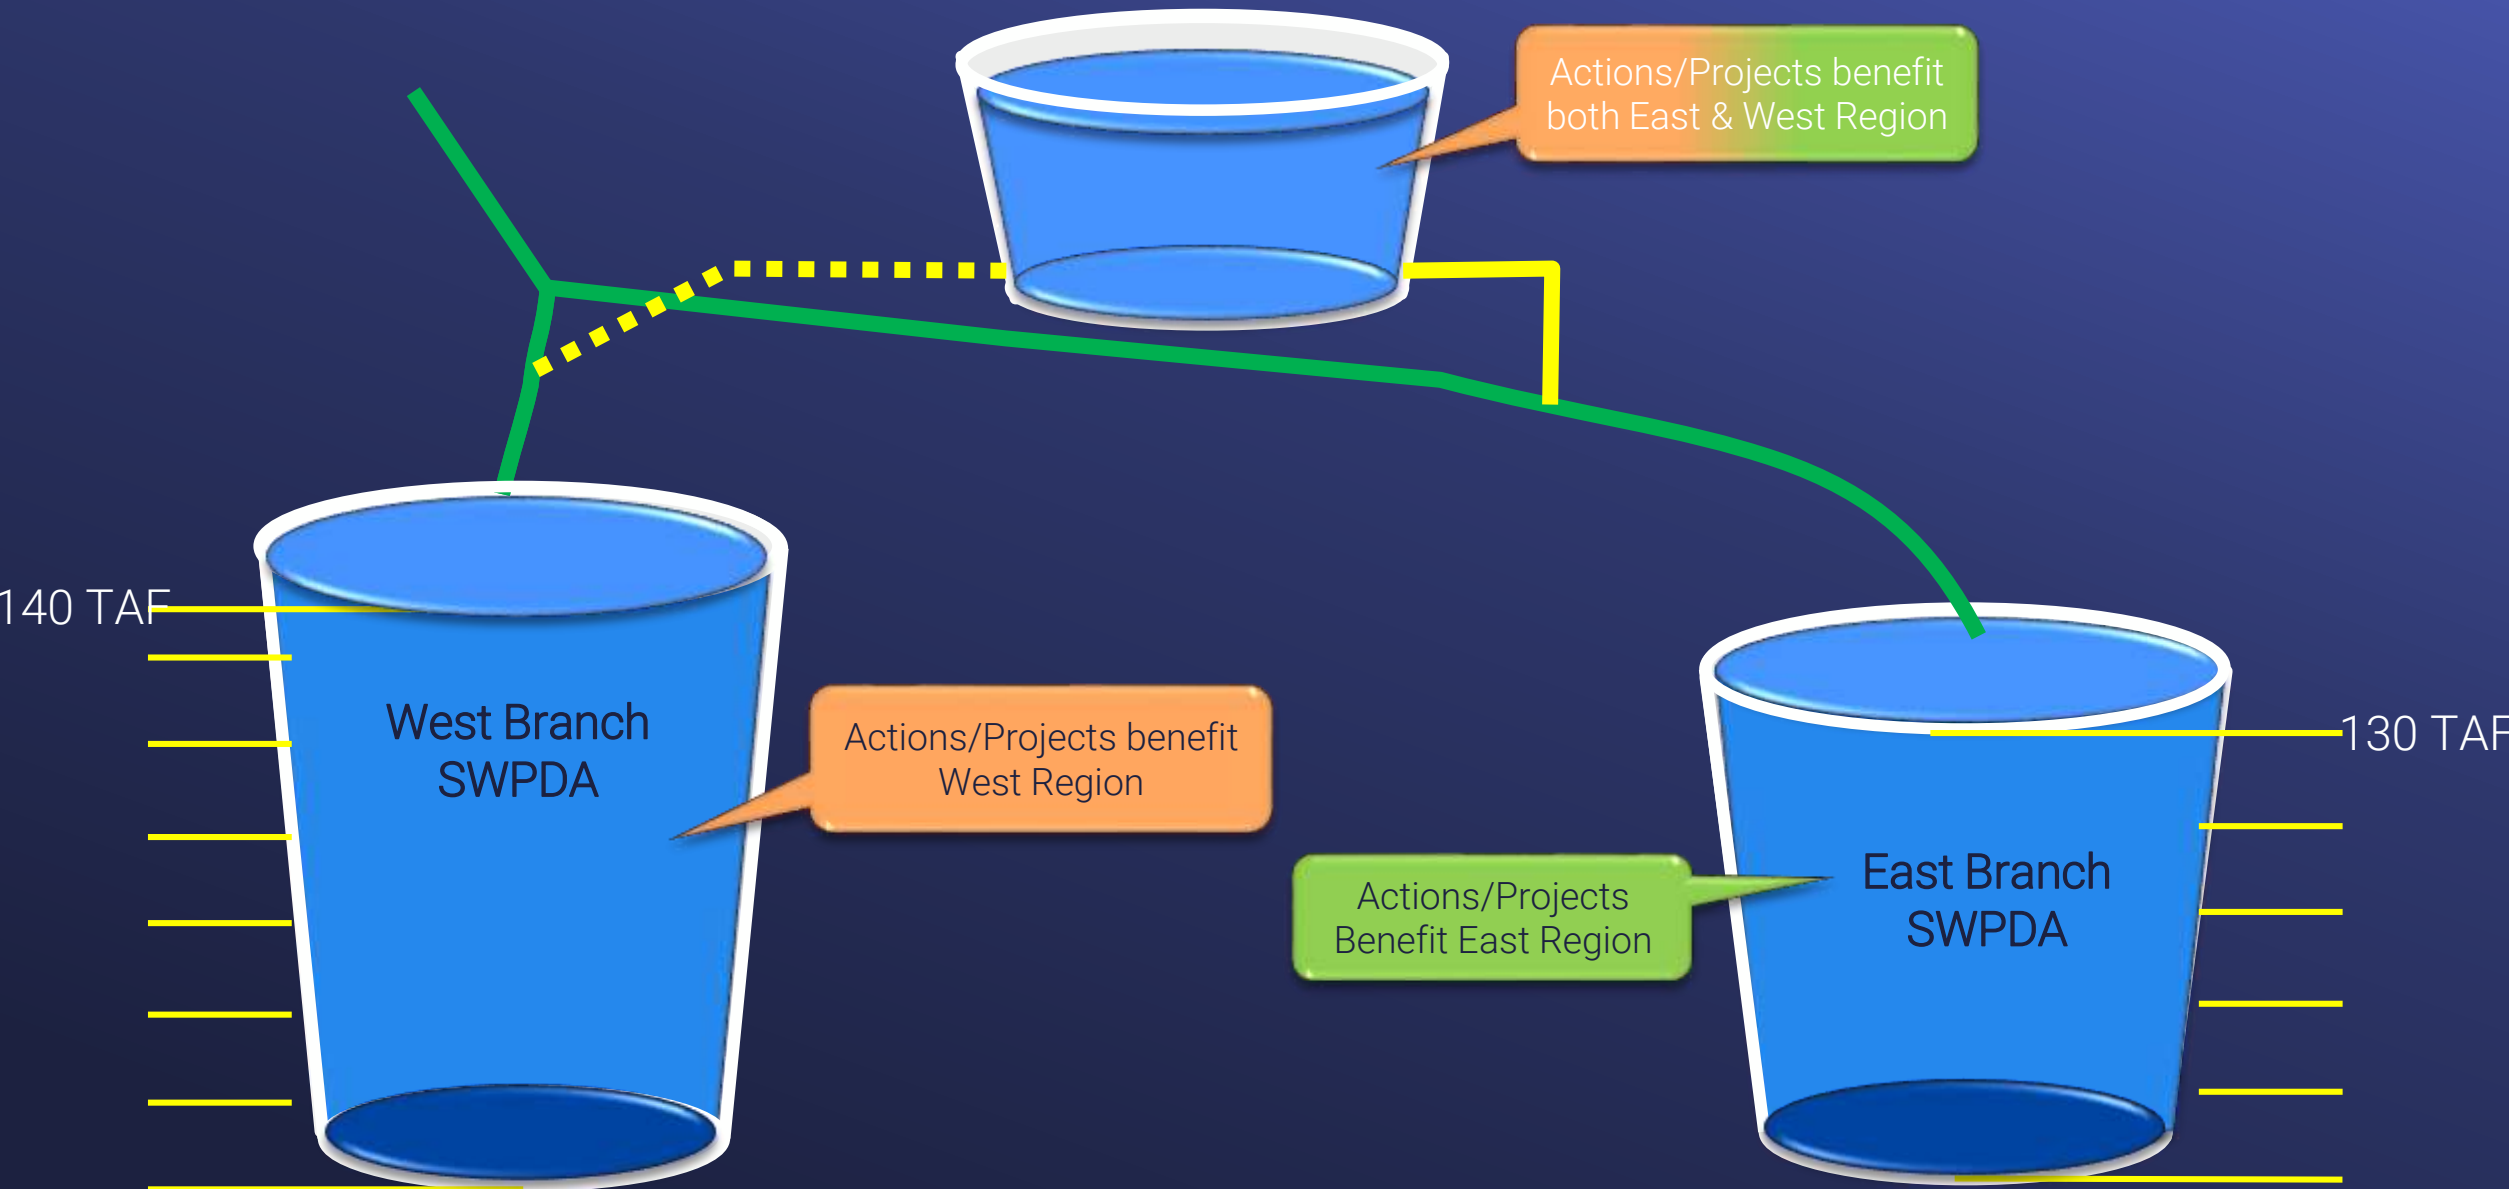 Actions/Projects benefit
both East & West Region
140 TAF
West Branch
SWPDA
Actions/Projects benefit
West Region
130 TAF
Actions/Projects
Benefit East Region
East Branch
SWPDA